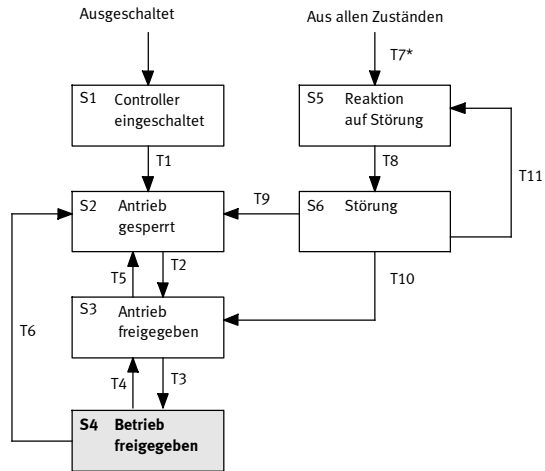 Ausgeschaltet
Aus allen Zuständen
T7*
S1 Controller
eingeschaltet
S5 Reaktion
auf Störung
T1
T8
T11
S2 Antrieb
gesperrt
T9
S6 Störung
T5
T2
T10
S3 Antrieb
freigegeben
T6
T4
T3
S4 Betrieb
freigegeben